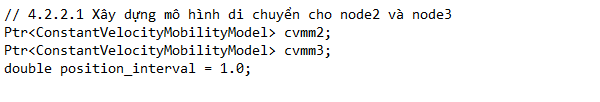 // 4.2.2.1 Xây dựng mô hình di chuyển cho node2 và node3
Ptr<ConstantVelocityMobilityModel> cvmm2;
Ptr<ConstantVelocityMobilityModel> cvmm3;
double position_interval = 1.0;